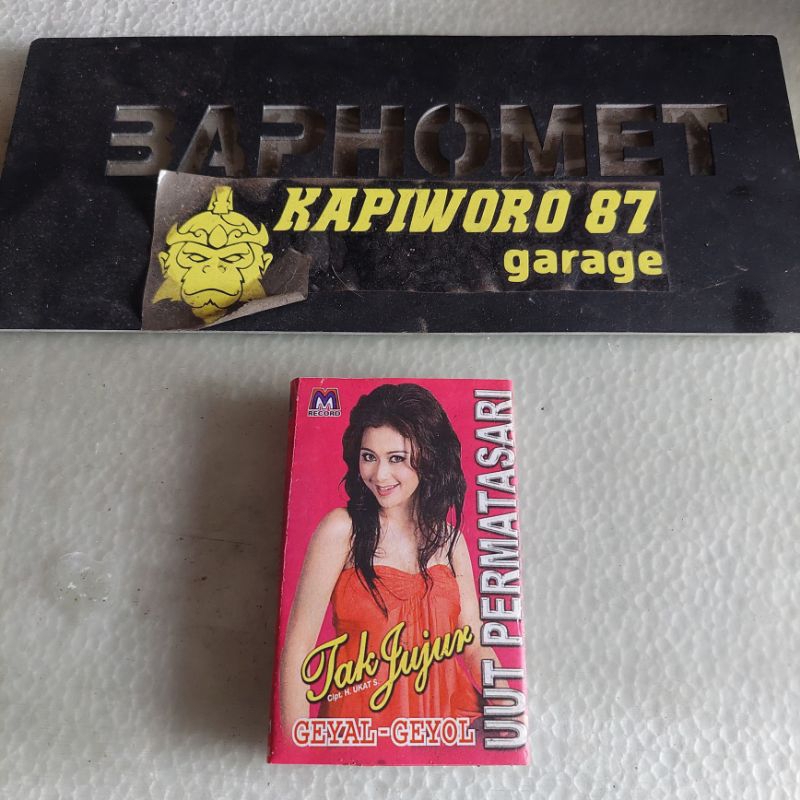 BAPHOMET
KAPIWORO 87
garage
M
RECORD
UUT PERMATASARI
Tak Jujur
Cipt. H. UKAT S.
GEYAL-GEYOL